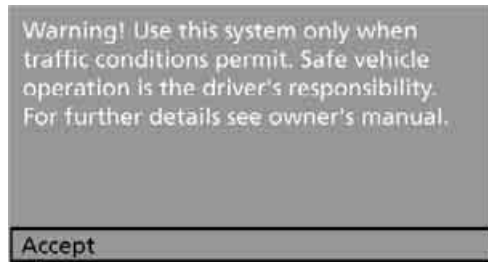 Warning! Use this system only when
traffic conditions permit. Safe vehicle
operation is the driver's responsibility.
For further details see owner's manual.
Accept